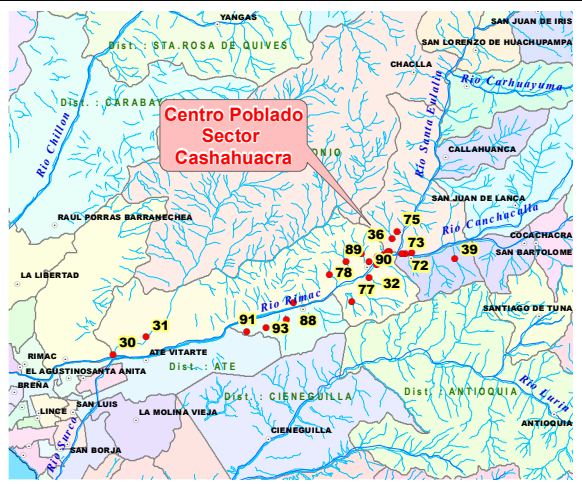 YANGAS
SAN JUAN DE IRIS
Dist. : STA.ROSA DE QUIVES
SAN LORENZO DE HUACHUPAMPA
CHACLLA
Rio Carhuayuma
Dist. : CARABAY
Centro Poblado
Sector
Cashahuacra
ONIO
Rio Chillon
Rio Santa Eulalia
CALLAHUANCA
SAN JUAN DE LANCA
RAUL PORRAS BARRANECHEA
75
Rio Canchacalla
36
COCACHACRA
89
73
90
72
39
SAN BARTOLOME
LA LIBERTAD
78
32
77
Rio Rimac
SANTIAGO DE TUNA
91
93
88
31
30
RIMAC
ATE VITARTE
EL AGUSTINO
SANTA ANITA
Dist. : ATE
BREÑA
Dist. : CIENEGUILLA
Dist. : ANTIOQUIA
Rio Lurin
LINCE
SAN LUIS
LA MOLINA VIEJA
ANTIOQUIA
CIENEGUILLA
Rio Surco
SAN BORJA